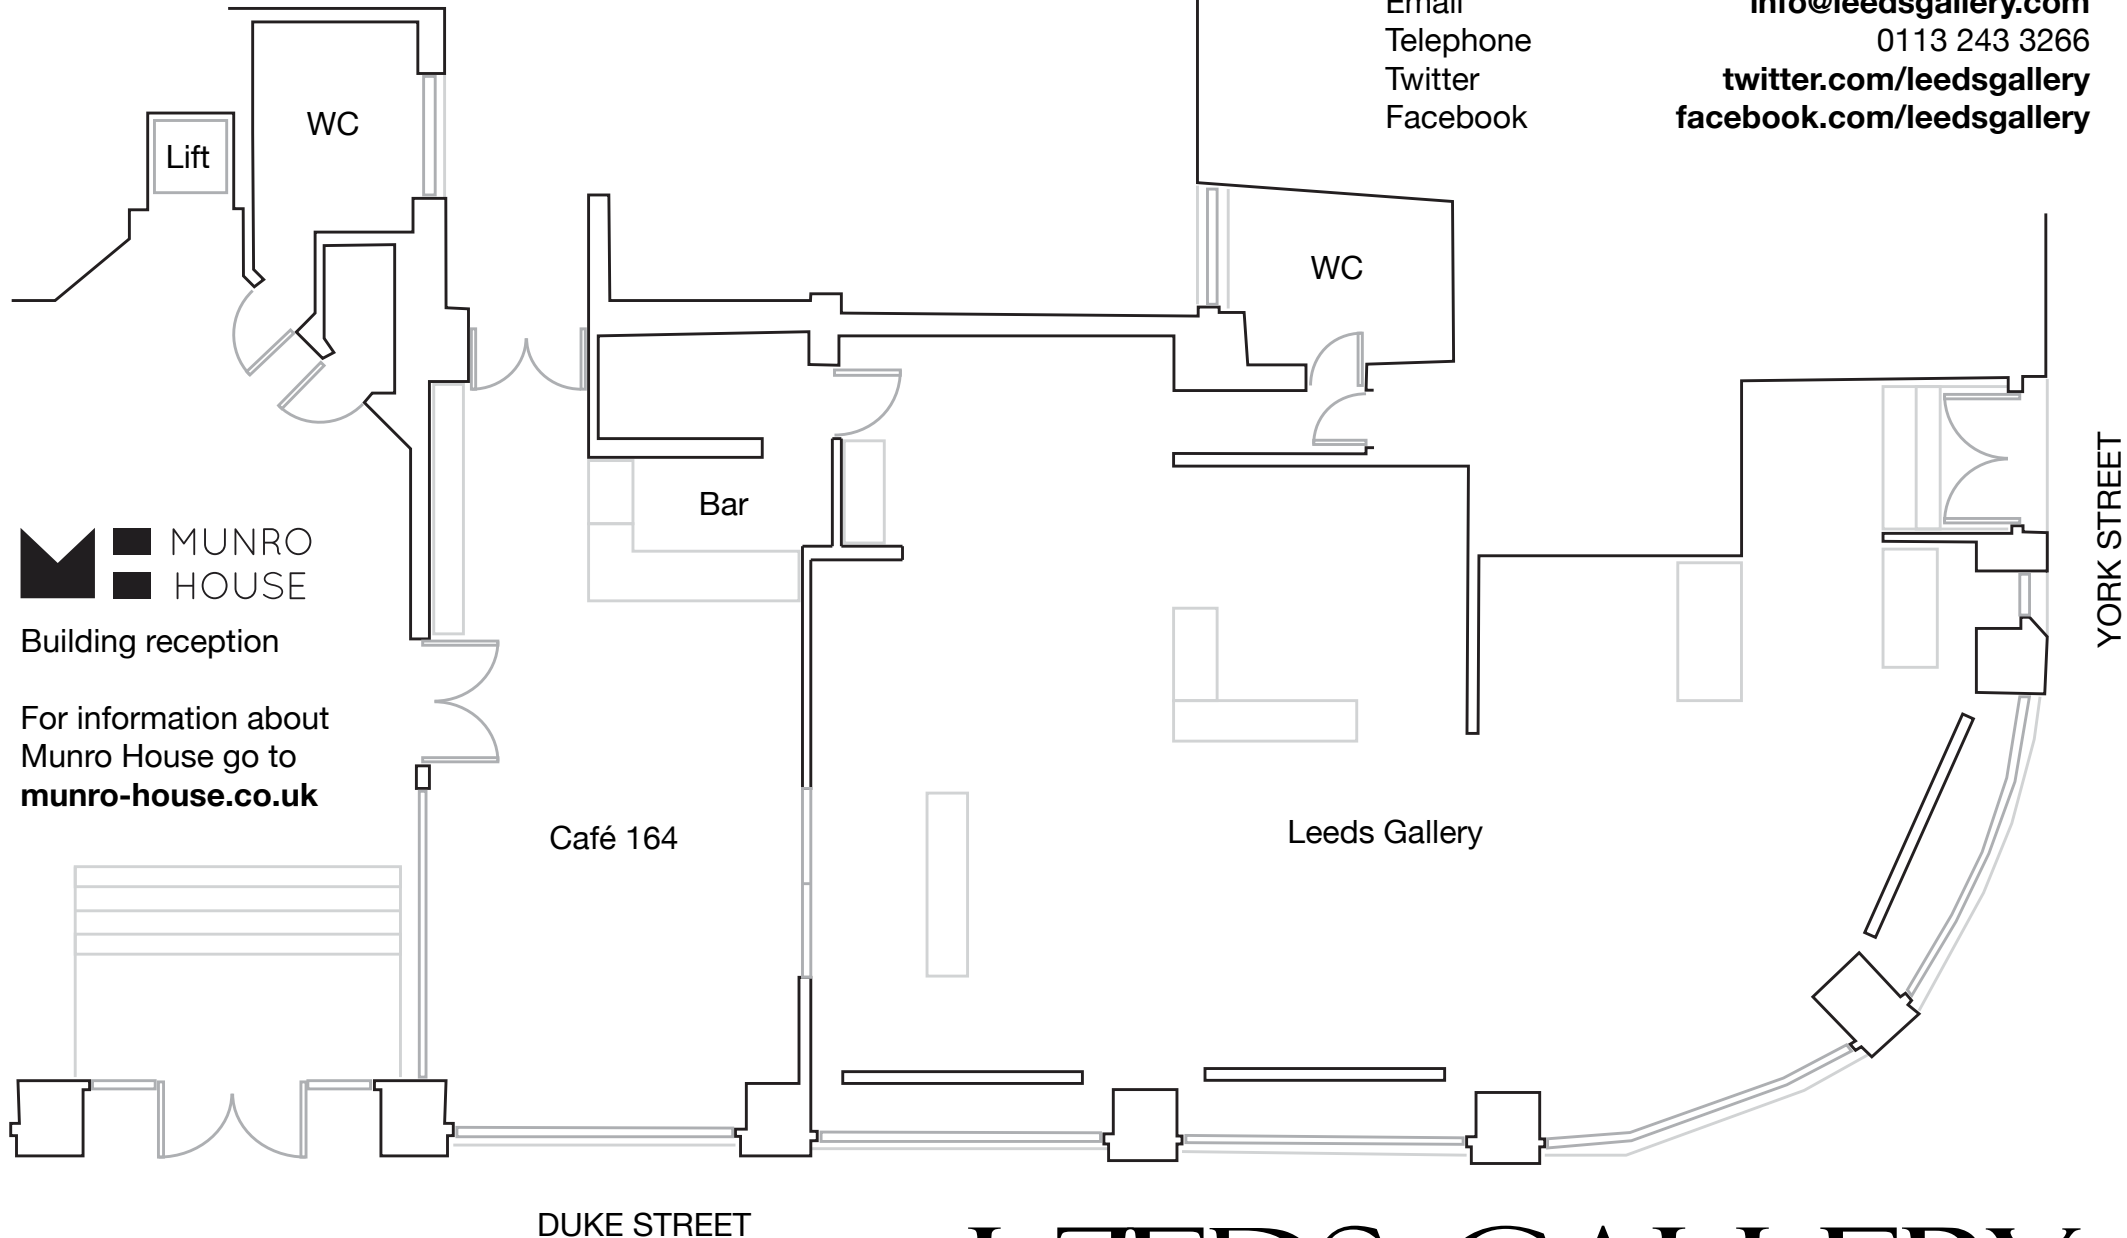 Email info@leedsgallery.com
Telephone 0113 243 3266
Twitter twitter.com/leedsgallery
Facebook facebook.com/leedsgallery
WC
Lift
WC
Bar
YORK STREET
MUNRO
HOUSE
Building reception
For information about
Munro House go to
munro-house.co.uk
Café 164
Leeds Gallery
DUKE STREET
LEEDS GALLERY